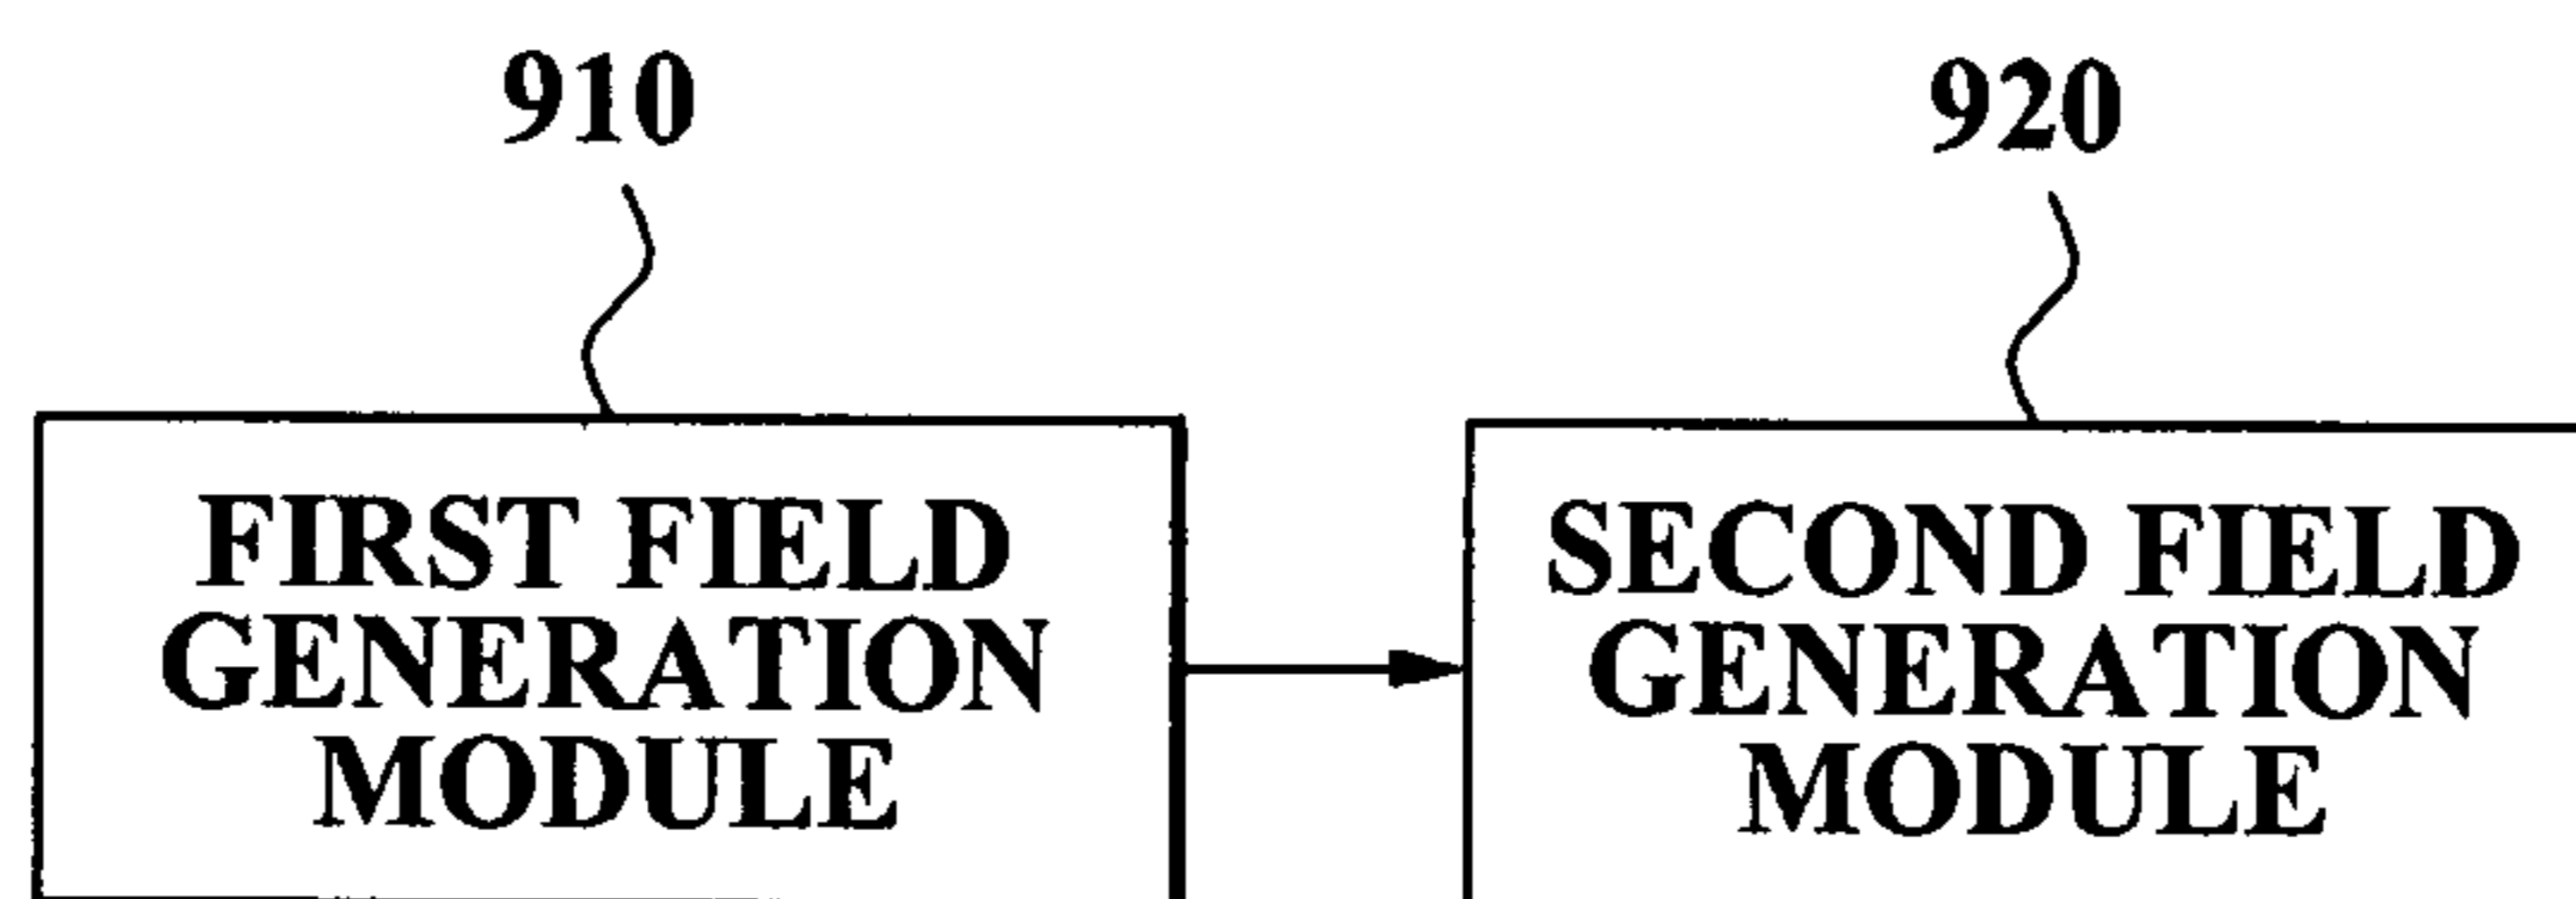 910
920
FIRST FIELD
GENERATION
MODULE
SECOND FIELD
GENERATION
MODULE